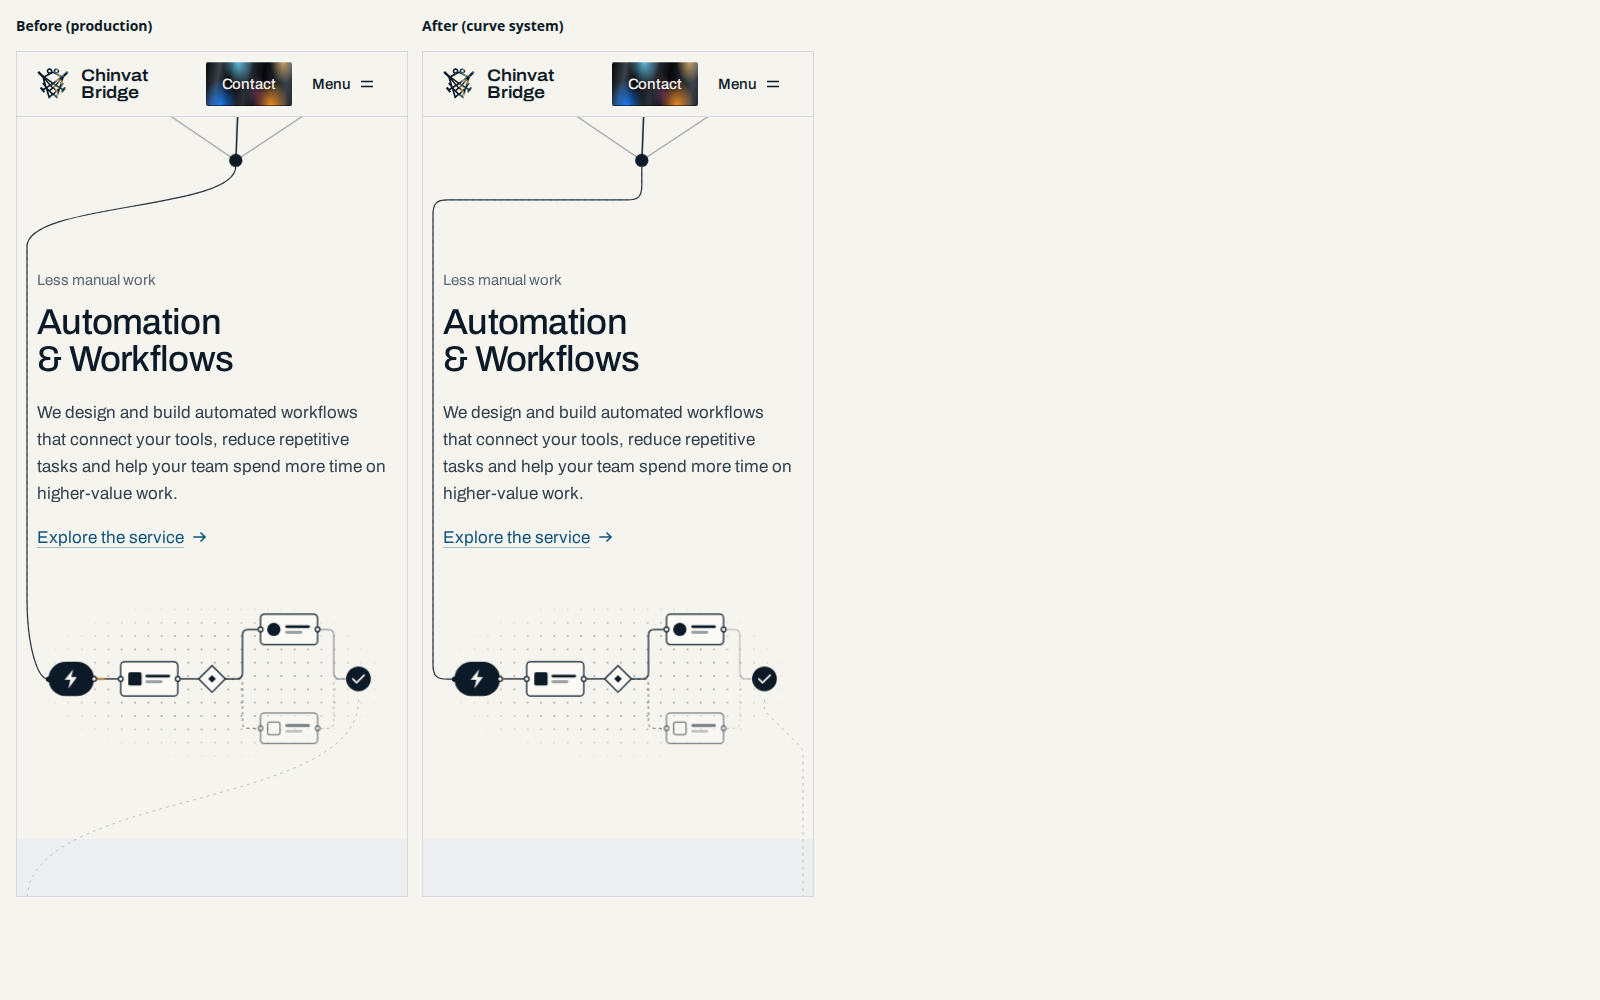 Before (production)
After (curve system)
Chinvat
Bridge
Contact
Menu
Less manual work
Automation
& Workflows
We design and build automated workflows
that connect your tools, reduce repetitive
tasks and help your team spend more time on
higher-value work.
Explore the service
Chinvat
Bridge
Contact
Menu
Less manual work
Automation
& Workflows
We design and build automated workflows
that connect your tools, reduce repetitive
tasks and help your team spend more time on
higher-value work.
Explore the service